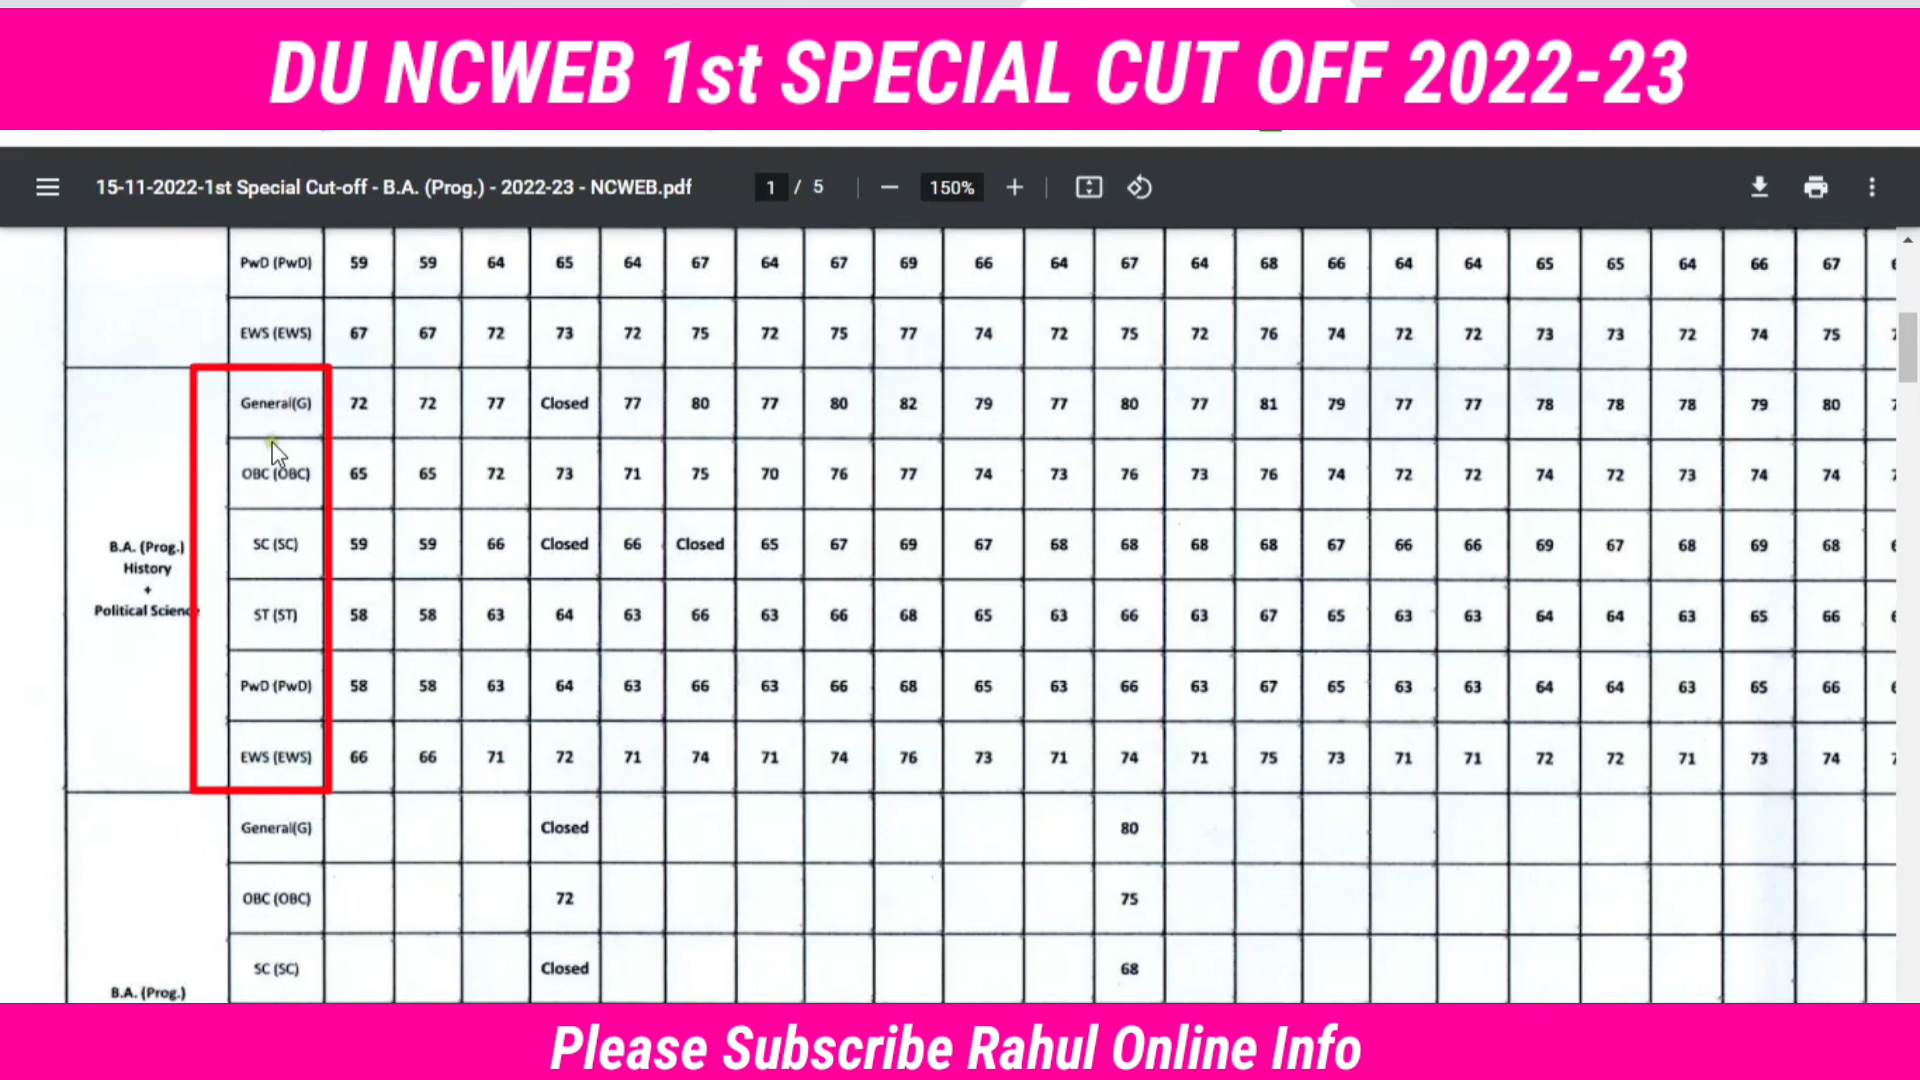 DU NCWEB 1st SPECIAL CUT OFF 2022-23
15-11-2022-1st Special Cut-off - B.A. (Prog.) - 2022-23 - NCWEB.pdf 1 / 5 150%
PwD (PwD) 59 59 64 65 64 67 64 67 69 66 64 67 64 68 66 64 64 65 65 64 66 67
EWS (EWS) 67 67 72 73 72 75 72 75 77 74 72 75 72 76 74 72 72 73 73 72 74 75
B.A. (Prog.)
History
+
Political Science
General(G) 72 72 77 Closed 77 80 77 80 82 79 77 80 77 81 79 77 77 78 78 78 79 80
OBC (OBC) 65 65 72 73 71 75 70 76 77 74 73 76 73 76 74 72 72 74 72 73 74 74
SC (SC) 59 59 66 Closed 66 Closed 65 67 69 67 68 68 68 68 67 66 66 69 67 68 69 68
ST (ST) 58 58 63 64 63 66 63 66 68 65 63 66 63 67 65 63 63 64 64 63 65 66
PwD (PwD) 58 58 63 64 63 66 63 66 68 65 63 66 63 67 65 63 63 64 64 63 65 66
EWS (EWS) 66 66 71 72 71 74 71 74 76 73 71 74 71 75 73 71 71 72 72 71 73 74
B.A. (Prog.)
General(G) Closed 80
OBC (OBC) 72 75
SC (SC) Closed 68
Please Subscribe Rahul Online Info